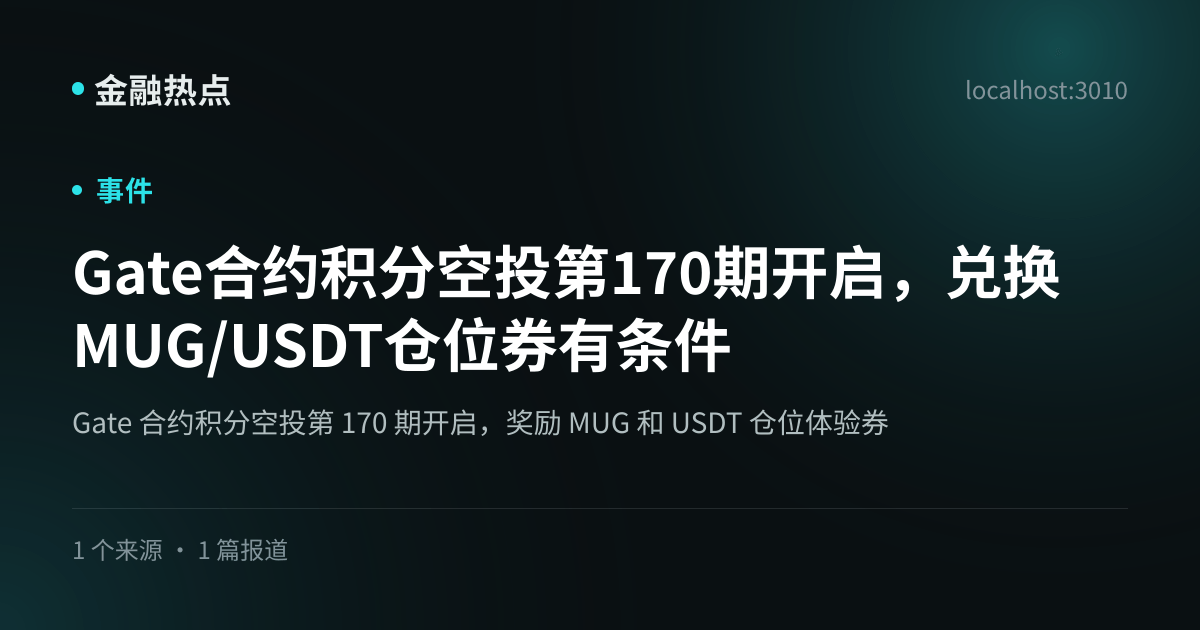 金融热点
localhost:3010
事件
Gate合约积分空投第170期开启，兑换
MUG/USDT仓位券有条件
Gate 合约积分空投第 170 期开启，奖励 MUG 和 USDT 仓位体验券
1 个来源 · 1 篇报道